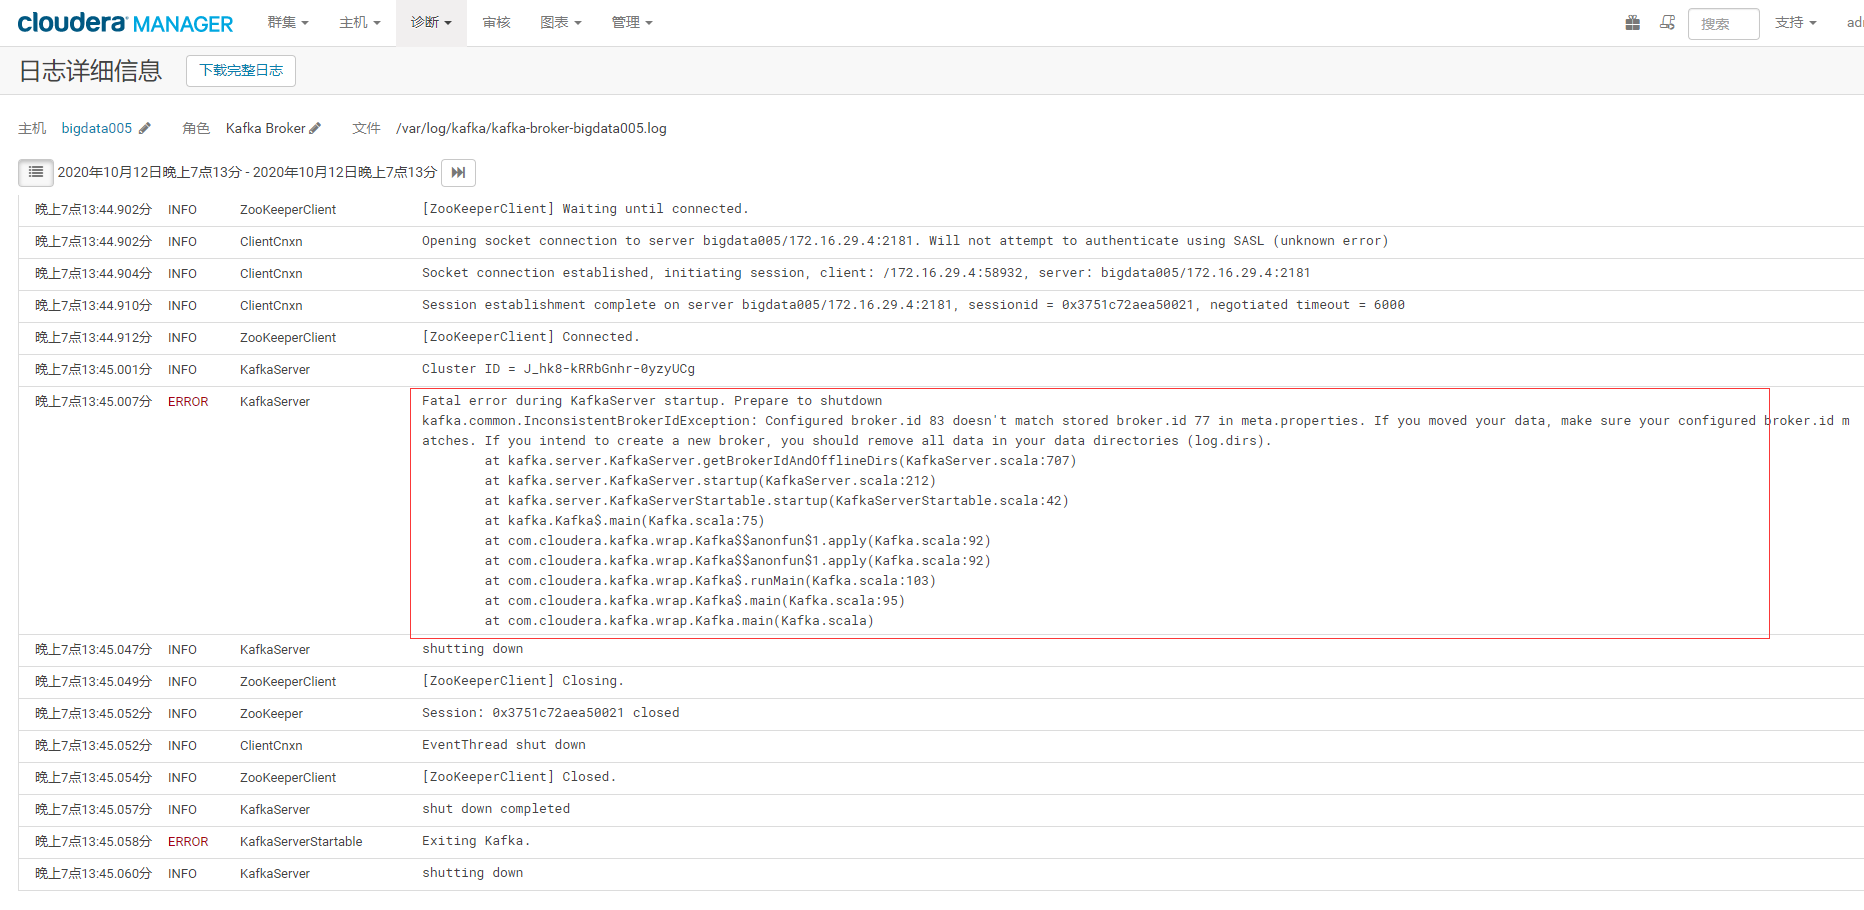 cloudera MANAGER 群集 主机 诊断 审核 图表 管理 搜索 支持
日志详细信息 下载完整日志
主机 bigdata005 角色 Kafka Broker 文件 /var/log/kafka/kafka-broker-bigdata005.log
2020年10月12日晚上7点13分 - 2020年10月12日晚上7点13分
晚上7点13:44.902分 INFO ZooKeeperClient [ZooKeeperClient] Waiting until connected.
晚上7点13:44.902分 INFO ClientCnxn Opening socket connection to server bigdata005/172.16.29.4:2181. Will not attempt to authenticate using SASL (unknown error)
晚上7点13:44.904分 INFO ClientCnxn Socket connection established, initiating session, client: /172.16.29.4:58932, server: bigdata005/172.16.29.4:2181
晚上7点13:44.910分 INFO ClientCnxn Session establishment complete on server bigdata005/172.16.29.4:2181, sessionid = 0x3751c72aea50021, negotiated timeout = 6000
晚上7点13:44.912分 INFO ZooKeeperClient [ZooKeeperClient] Connected.
晚上7点13:45.001分 INFO KafkaServer Cluster ID = J_hk8-kRRbGnhr-0yzyUCg
晚上7点13:45.007分 ERROR KafkaServer Fatal error during KafkaServer startup. Prepare to shutdown
kafka.common.InconsistentBrokerIdException: Configured broker.id 83 doesn't match stored broker.id 77 in meta.properties. If you moved your data, make sure your configured broker.id m
atches. If you intend to create a new broker, you should remove all data in your data directories (log.dirs).
at kafka.server.KafkaServer.getBrokerIdAndOfflineDirs(KafkaServer.scala:707)
at kafka.server.KafkaServer.startup(KafkaServer.scala:212)
at kafka.server.KafkaServerStartable.startup(KafkaServerStartable.scala:42)
at kafka.Kafka$.main(Kafka.scala:75)
at com.cloudera.kafka.wrap.Kafka$$anonfun$1.apply(Kafka.scala:92)
at com.cloudera.kafka.wrap.Kafka$$anonfun$1.apply(Kafka.scala:92)
at com.cloudera.kafka.wrap.Kafka$.runMain(Kafka.scala:103)
at com.cloudera.kafka.wrap.Kafka$.main(Kafka.scala:95)
at com.cloudera.kafka.wrap.Kafka.main(Kafka.scala)
晚上7点13:45.047分 INFO KafkaServer shutting down
晚上7点13:45.049分 INFO ZooKeeperClient [ZooKeeperClient] Closing.
晚上7点13:45.052分 INFO ZooKeeper Session: 0x3751c72aea50021 closed
晚上7点13:45.052分 INFO ClientCnxn EventThread shut down
晚上7点13:45.054分 INFO ZooKeeperClient [ZooKeeperClient] Closed.
晚上7点13:45.057分 INFO KafkaServer shut down completed
晚上7点13:45.058分 ERROR KafkaServerStartable Exiting Kafka.
晚上7点13:45.060分 INFO KafkaServer shutting down